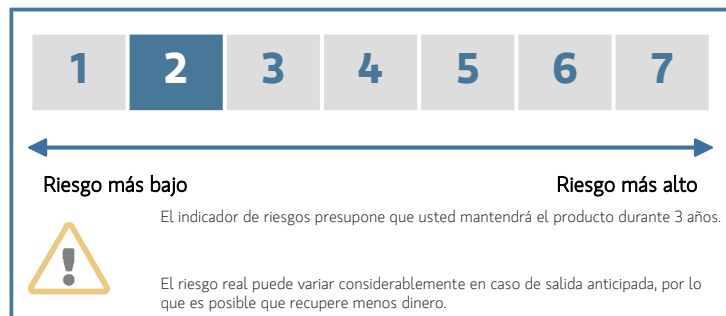 1 2 3 4 5 6 7
Riesgo más bajo Riesgo más alto
El indicador de riesgos presupone que usted mantendrá el producto durante 3 años.
!
El riesgo real puede variar considerablemente en caso de salida anticipada, por lo
que es posible que recupere menos dinero.